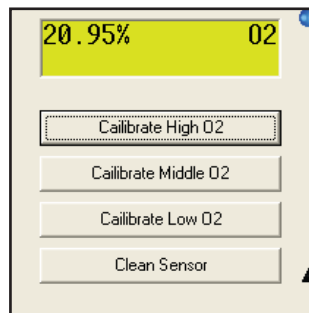 20.95% O2
Cailibrate High O2
Cailibrate Middle O2
Cailibrate Low O2
Clean Sensor